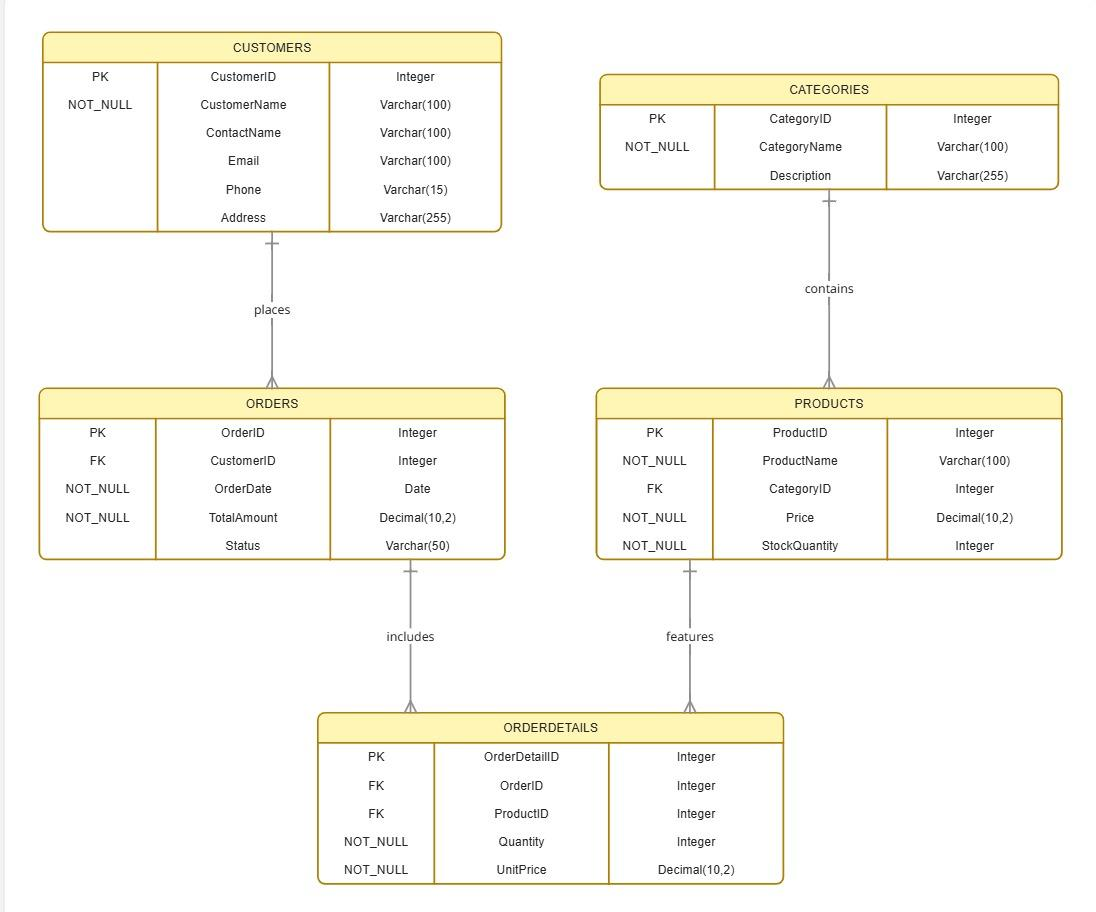 CUSTOMERS
PK CustomerID Integer
NOT_NULL CustomerName Varchar(100)
ContactName Varchar(100)
Email Varchar(100)
Phone Varchar(15)
Address Varchar(255)
CATEGORIES
PK CategoryID Integer
NOT_NULL CategoryName Varchar(100)
Description Varchar(255)
places
contains
ORDERS
PK OrderID Integer
FK CustomerID Integer
NOT_NULL OrderDate Date
NOT_NULL TotalAmount Decimal(10,2)
Status Varchar(50)
PRODUCTS
PK ProductID Integer
NOT_NULL ProductName Varchar(100)
FK CategoryID Integer
NOT_NULL Price Decimal(10,2)
NOT_NULL StockQuantity Integer
includes
features
ORDERDETAILS
PK OrderDetailID Integer
FK OrderID Integer
FK ProductID Integer
NOT_NULL Quantity Integer
NOT_NULL UnitPrice Decimal(10,2)